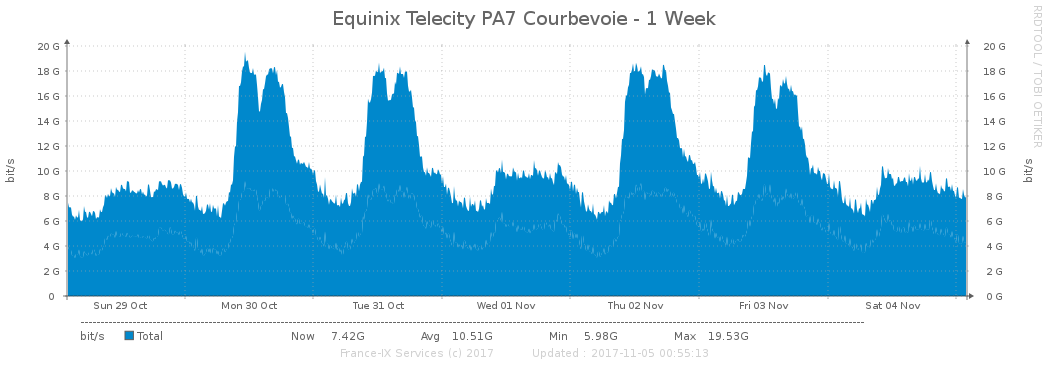 Equinix Telecity PA7 Courbevoie - 1 Week
RRDTOOL / TOBI OETIKER
bit/s
20 G 20 G
18 G 18 G
16 G 16 G
14 G 14 G
12 G 12 G
10 G 10 G
8 G 8 G
6 G 6 G
4 G 4 G
2 G 2 G
0 0 G
bit/s
Sun 29 Oct Mon 30 Oct Tue 31 Oct Wed 01 Nov Thu 02 Nov Fri 03 Nov Sat 04 Nov
bit/s Total Now 7.42G Avg 10.51G Min 5.98G Max 19.53G
France-IX Services (c) 2017 Updated : 2017-11-05 00:55:13